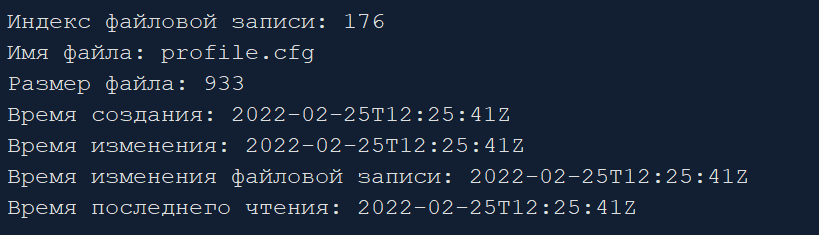 Индекс файловой записи: 176
Имя файла: profile.cfg
Размер файла: 933
Время создания: 2022-02-25T12:25:41Z
Время изменения: 2022-02-25T12:25:41Z
Время изменения файловой записи: 2022-02-25T12:25:41Z
Время последнего чтения: 2022-02-25T12:25:41Z